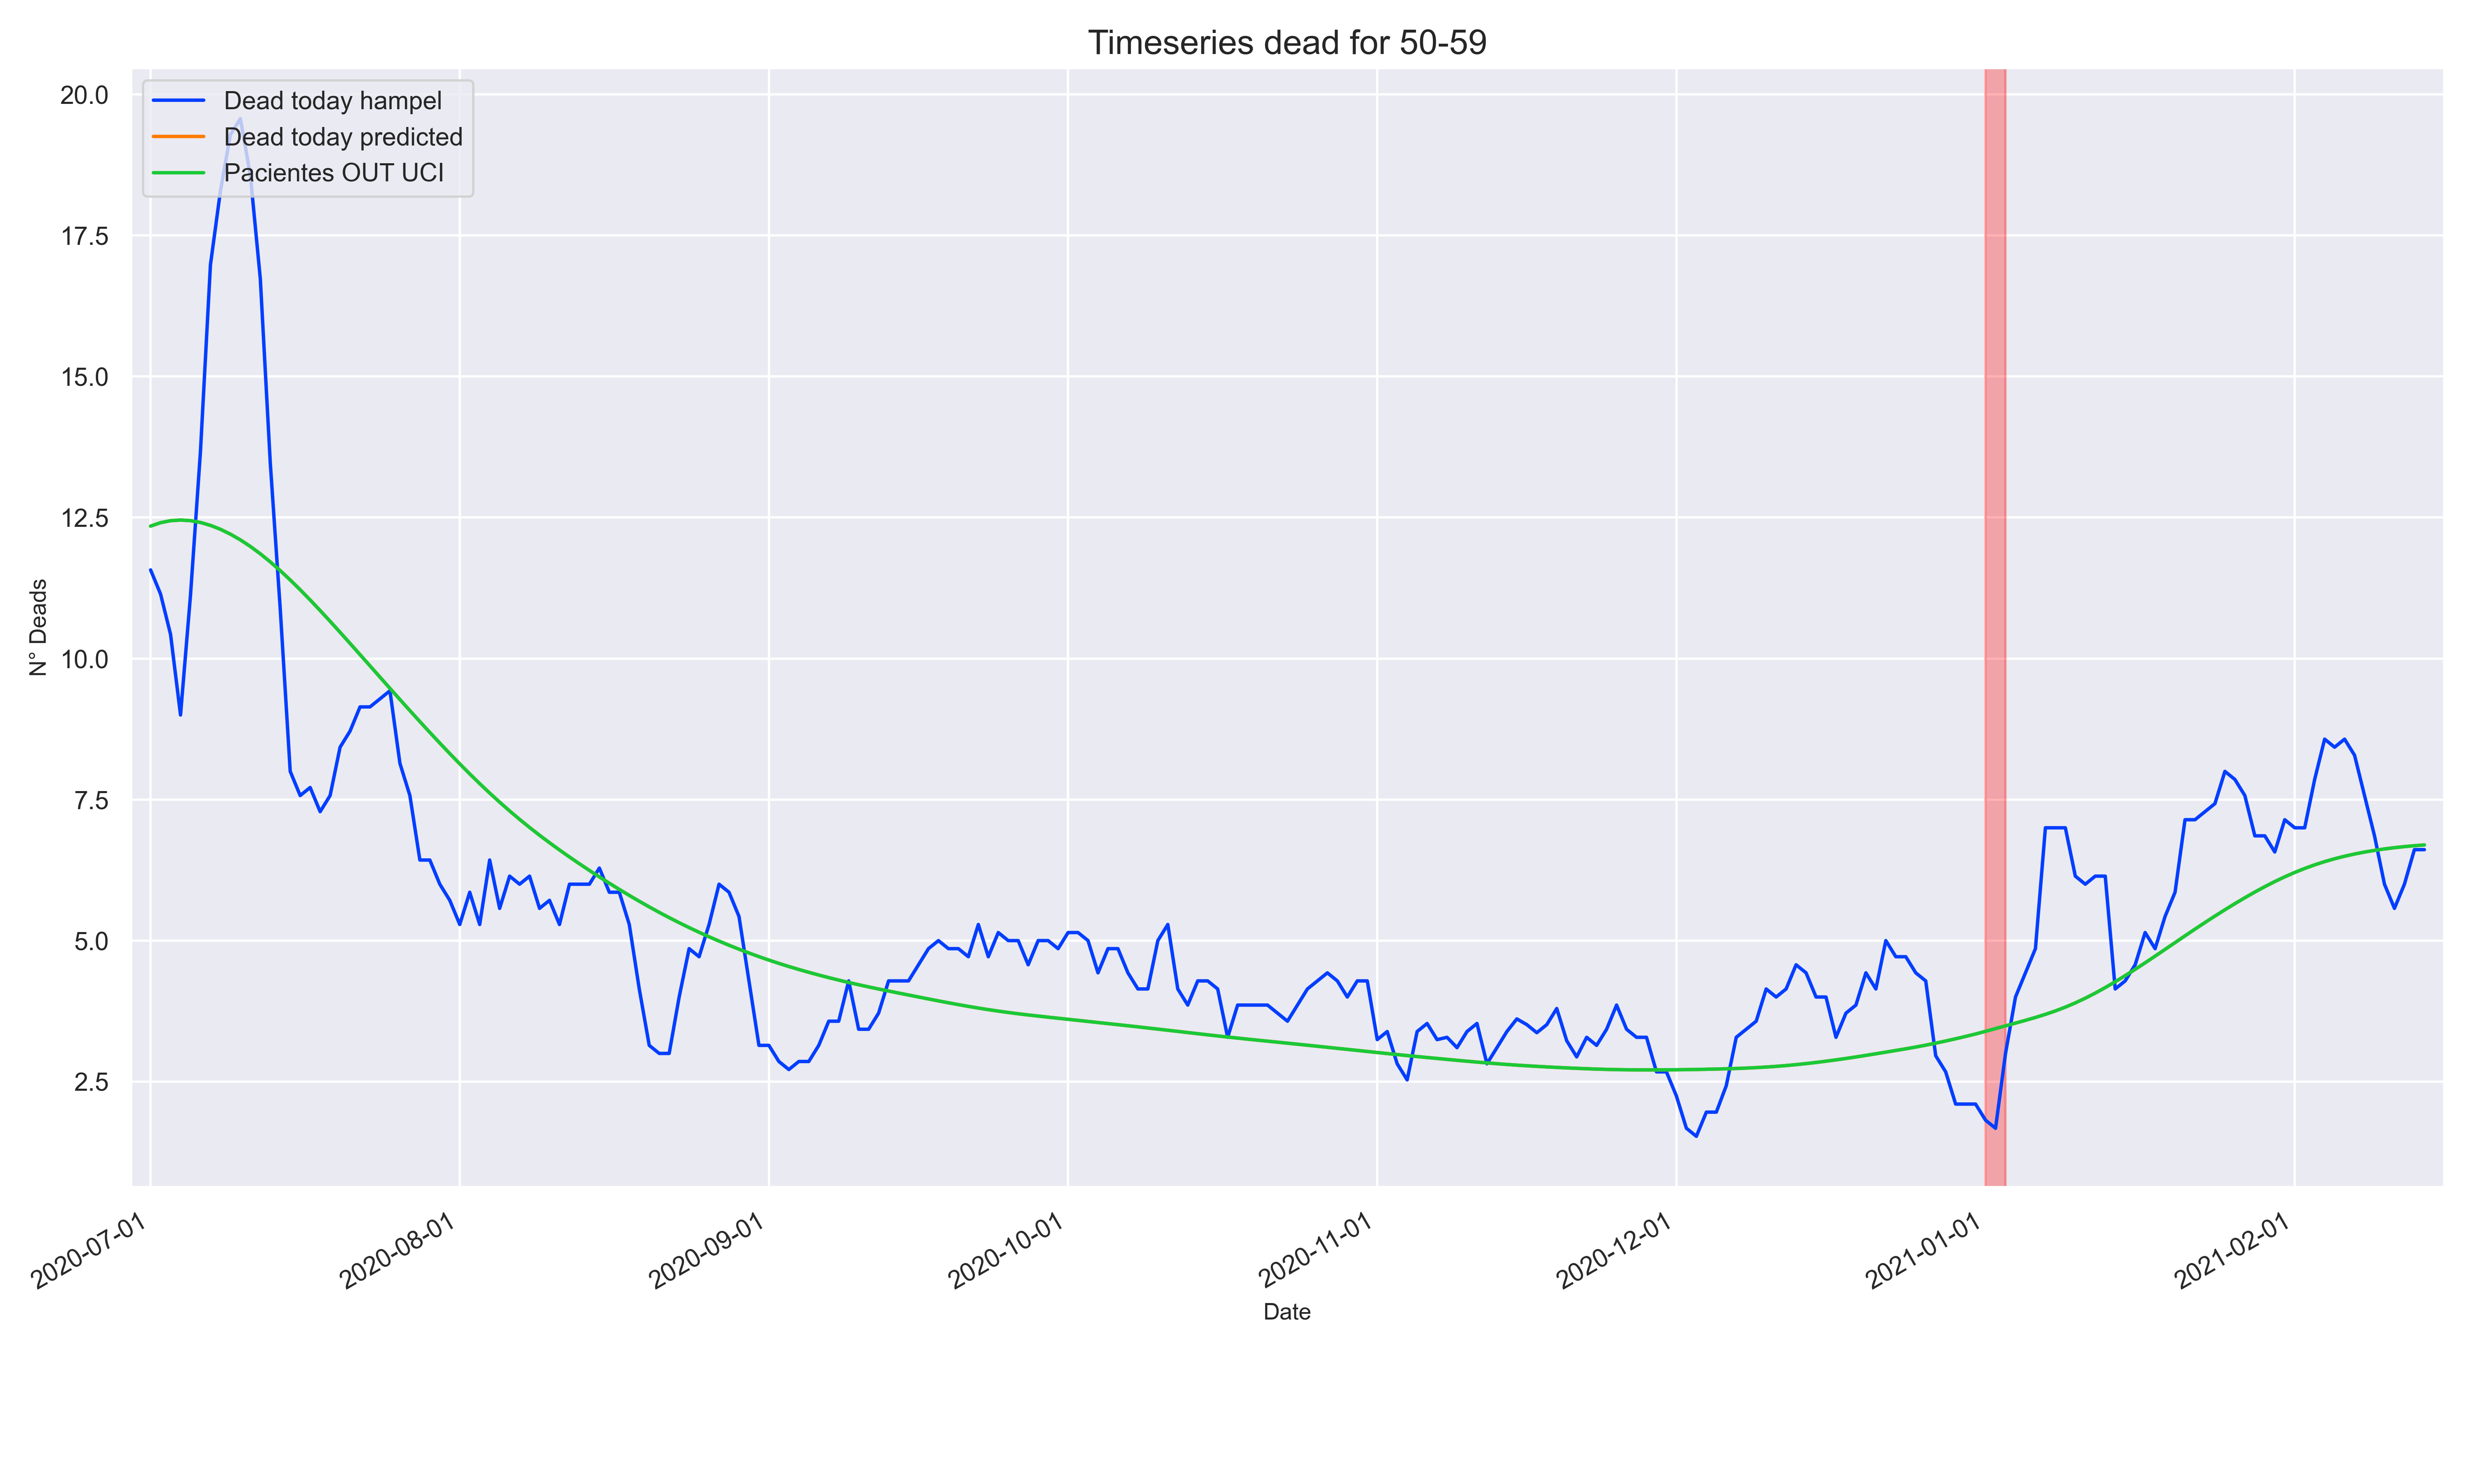 Timeseries dead for 50-59
Dead today hampel
Dead today predicted
Pacientes OUT UCI
20.0
17.5
15.0
12.5
10.0
7.5
5.0
2.5
N° Deads
2020-07-01
2020-08-01
2020-09-01
2020-10-01
2020-11-01
2020-12-01
2021-01-01
2021-02-01
Date